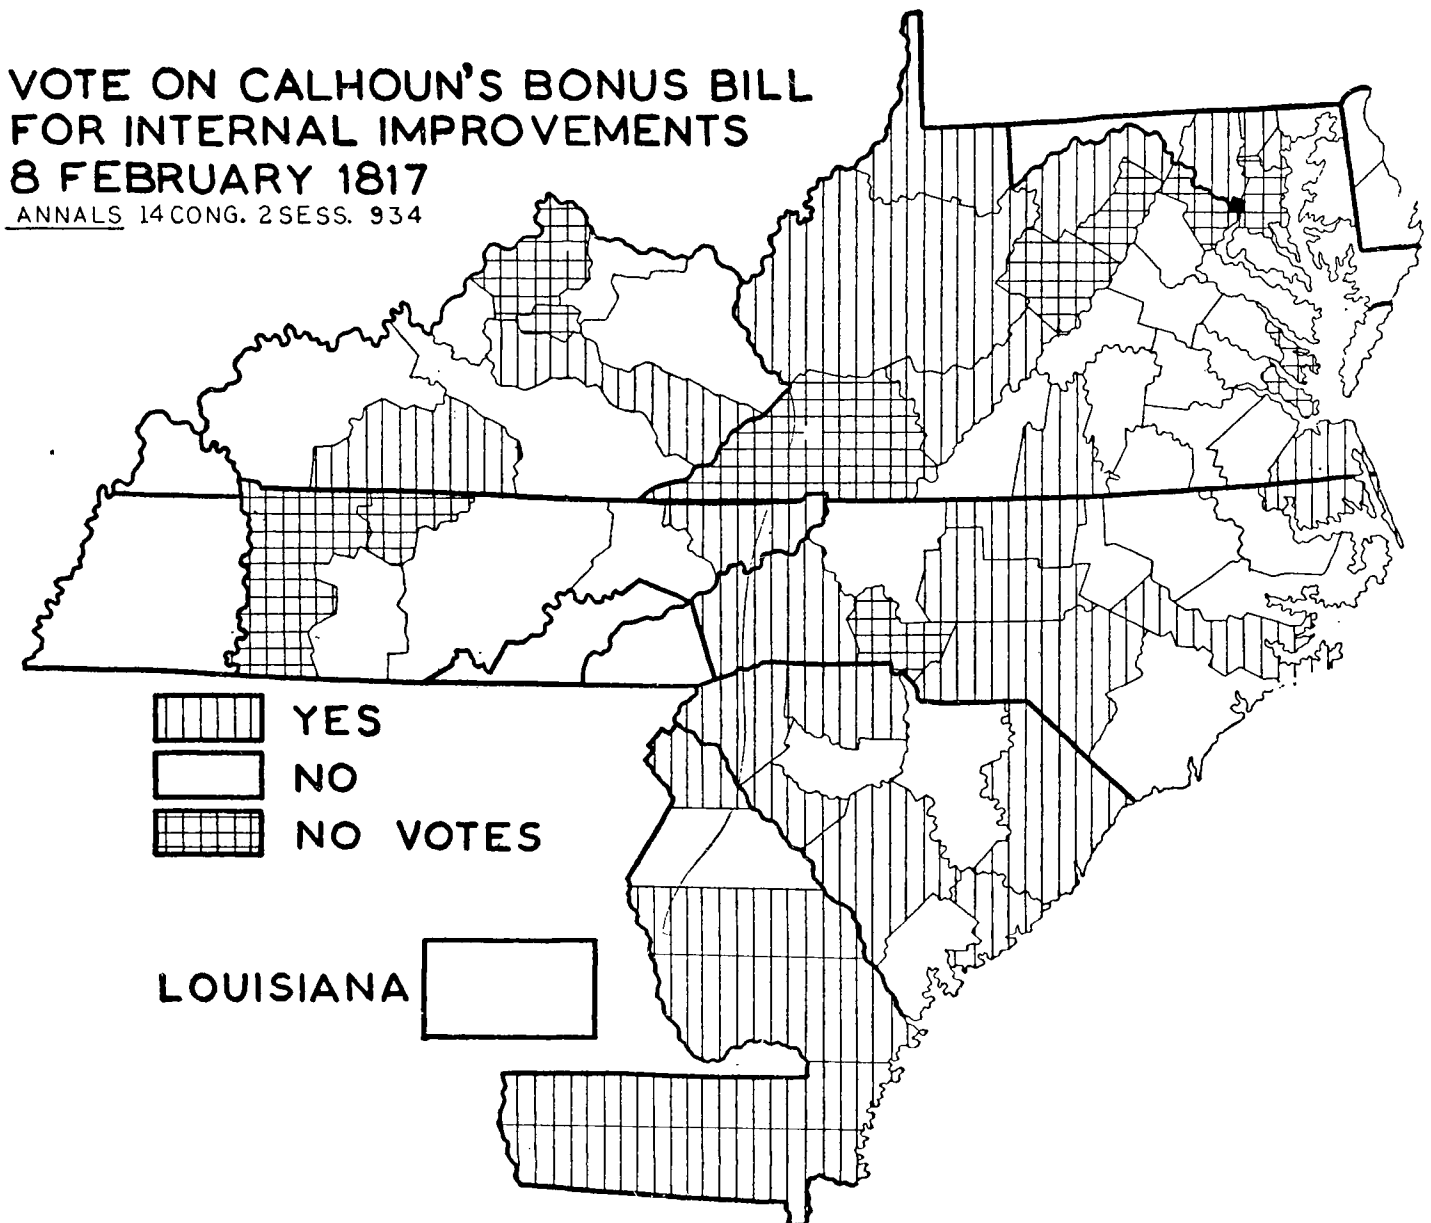 VOTE ON CALHOUN'S BONUS BILL
FOR INTERNAL IMPROVEMENTS
8 FEBRUARY 1817
ANNALS 14 CONG. 2 SESS. 934
YES
NO
NO VOTES
LOUISIANA